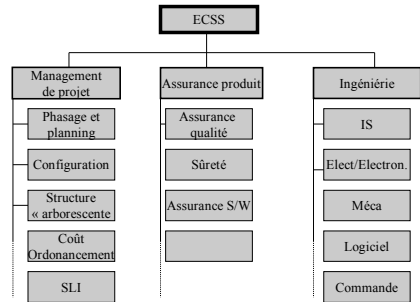 ECSS
Management
de projet
Assurance produit
Ingéniérie
Phasage et
planning
Configuration
Structure
« arborescente
Coût
Ordonancement
SLI
Assurance
qualité
Sûreté
Assurance S/W
IS
Elect/Electron.
Méca
Logiciel
Commande